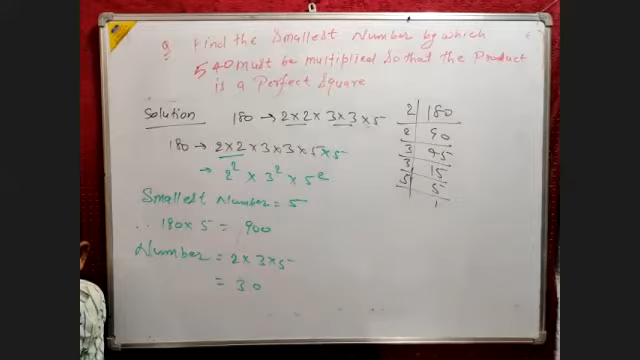 Q Find the Smallest Number by which
540 must be multiplied so that the Product
is a Perfect Square
Solution 180 → 2×2 × 3×3 ×5
180 → 2×2 × 3×3 × 5×5
→ 2² × 3² × 5²
Smallest Number = 5
∴ 180×5 = 900
Number = 2×3×5
= 30
2 | 180
2 | 90
3 | 45
3 | 15
5 | 5
1